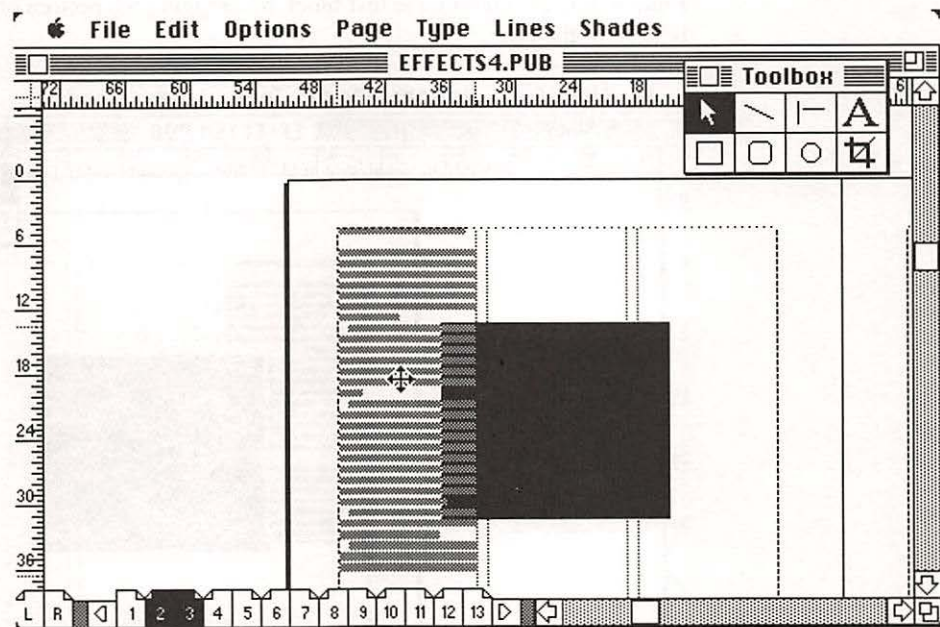 File Edit Options Page Type Lines Shades
EFFECTS4.PUB
Toolbox
72 66 60 54 48 42 36 30 24 18 6
A
0
6
12
18
24
30
36
L R 1 2 3 4 5 6 7 8 9 10 11 12 13